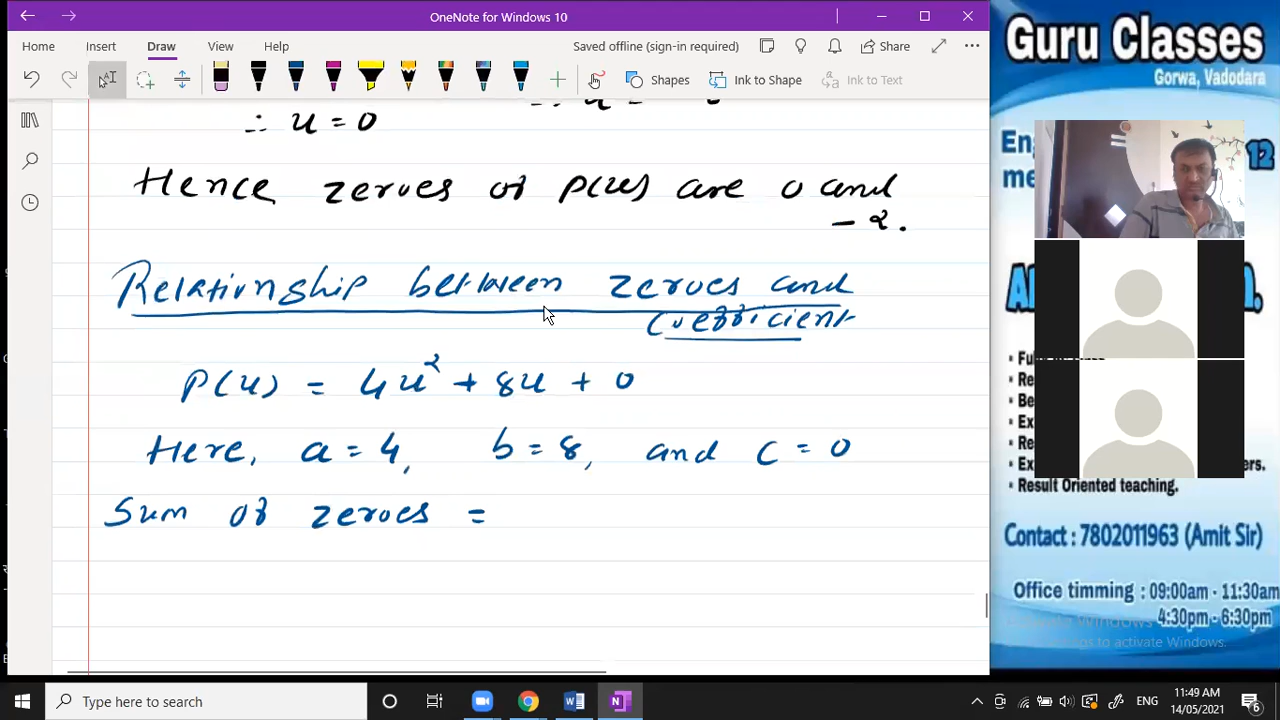 OneNote for Windows 10
Home Insert Draw View Help Saved offline (sign-in required) Share
Shapes Ink to Shape Ink to Text
∴ u = 0
Hence zeroes of P(u) are 0 and
-2.
Relationship between zeroes and
coefficient
P(u) = 4u² + 8u + 0
Here, a = 4, b = 8, and c = 0
Sum of zeroes =
Guru Classes
Gorwa, Vadodara
12
Result Oriented teaching.
Contact : 7802011963 (Amit Sir)
Office timming : 09:00am - 11:30am
4:30pm - 6:30pm
Type here to search
ENG
11:49 AM
14/05/2021
6